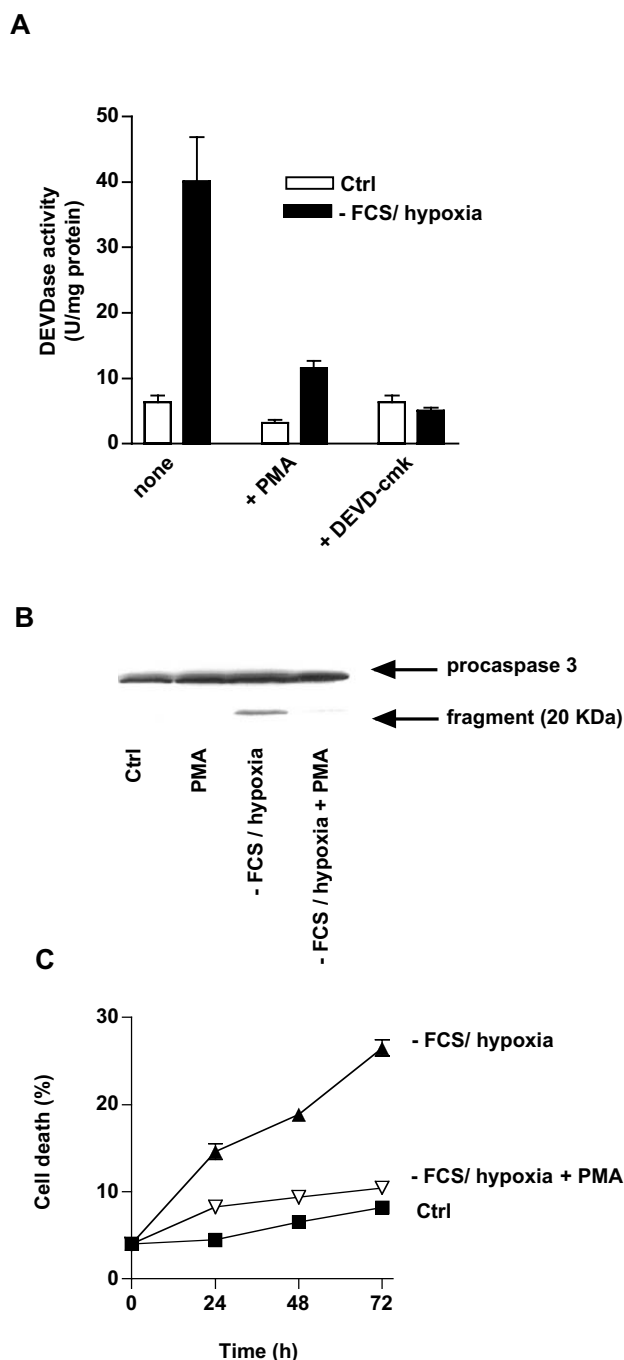 A
DEVDase activity
(U/mg protein)
50
40
30
20
10
0
Ctrl
- FCS/ hypoxia
none
+ PMA
+ DEVD-cmk
B
procaspase 3
fragment (20 KDa)
Ctrl
PMA
- FCS / hypoxia
- FCS / hypoxia + PMA
C
Cell death (%)
30
20
10
0
- FCS/ hypoxia
- FCS/ hypoxia + PMA
Ctrl
0 24 48 72
Time (h)